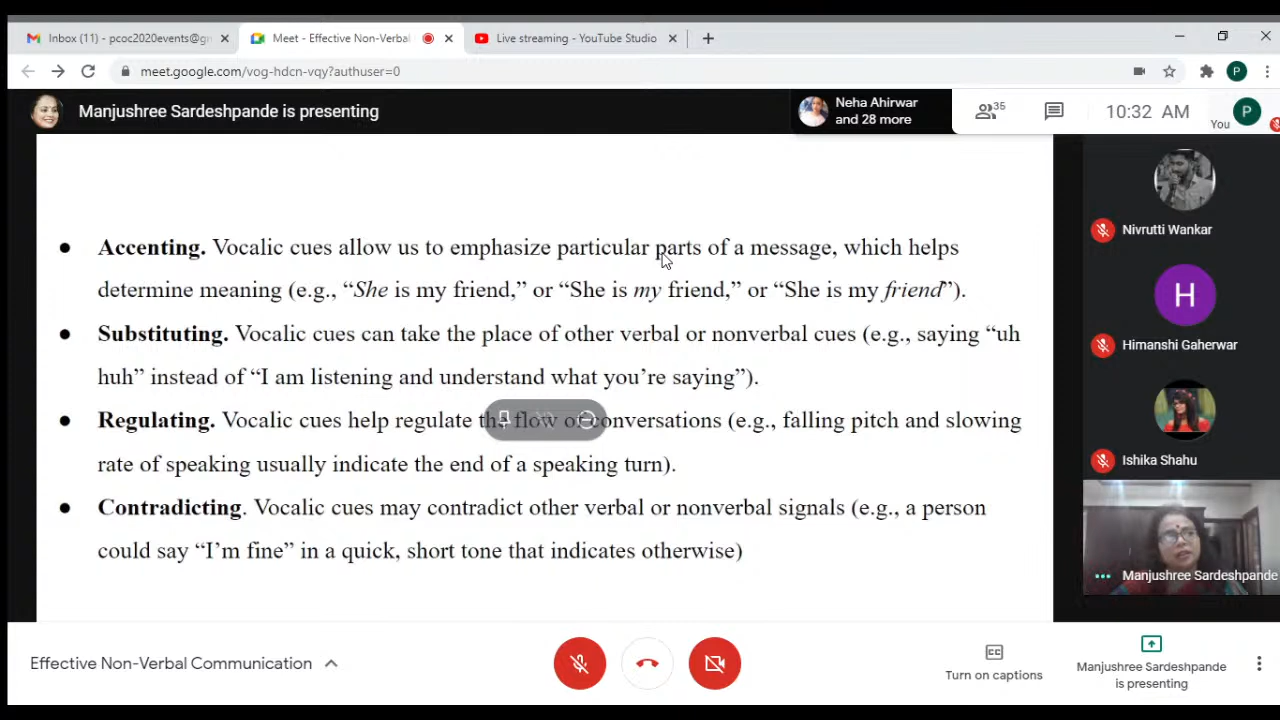 Inbox (11) - pcoc2020events@gm
Meet - Effective Non-Verbal
Live streaming - YouTube Studio
meet.google.com/vog-hdcn-vqy?authuser=0
P
Manjushree Sardeshpande is presenting
Neha Ahirwar
and 28 more
35
10:32 AM
You
P
● Accenting. Vocalic cues allow us to emphasize particular parts of a message, which helps
determine meaning (e.g., “She is my friend,” or “She is my friend,” or “She is my friend”).
● Substituting. Vocalic cues can take the place of other verbal or nonverbal cues (e.g., saying “uh
huh” instead of “I am listening and understand what you’re saying”).
● Regulating. Vocalic cues help regulate the flow of conversations (e.g., falling pitch and slowing
rate of speaking usually indicate the end of a speaking turn).
● Contradicting. Vocalic cues may contradict other verbal or nonverbal signals (e.g., a person
could say “I’m fine” in a quick, short tone that indicates otherwise)
Nivrutti Wankar
H
Himanshi Gaherwar
Ishika Shahu
Manjushree Sardeshpande
Effective Non-Verbal Communication
CC
Turn on captions
Manjushree Sardeshpande
is presenting